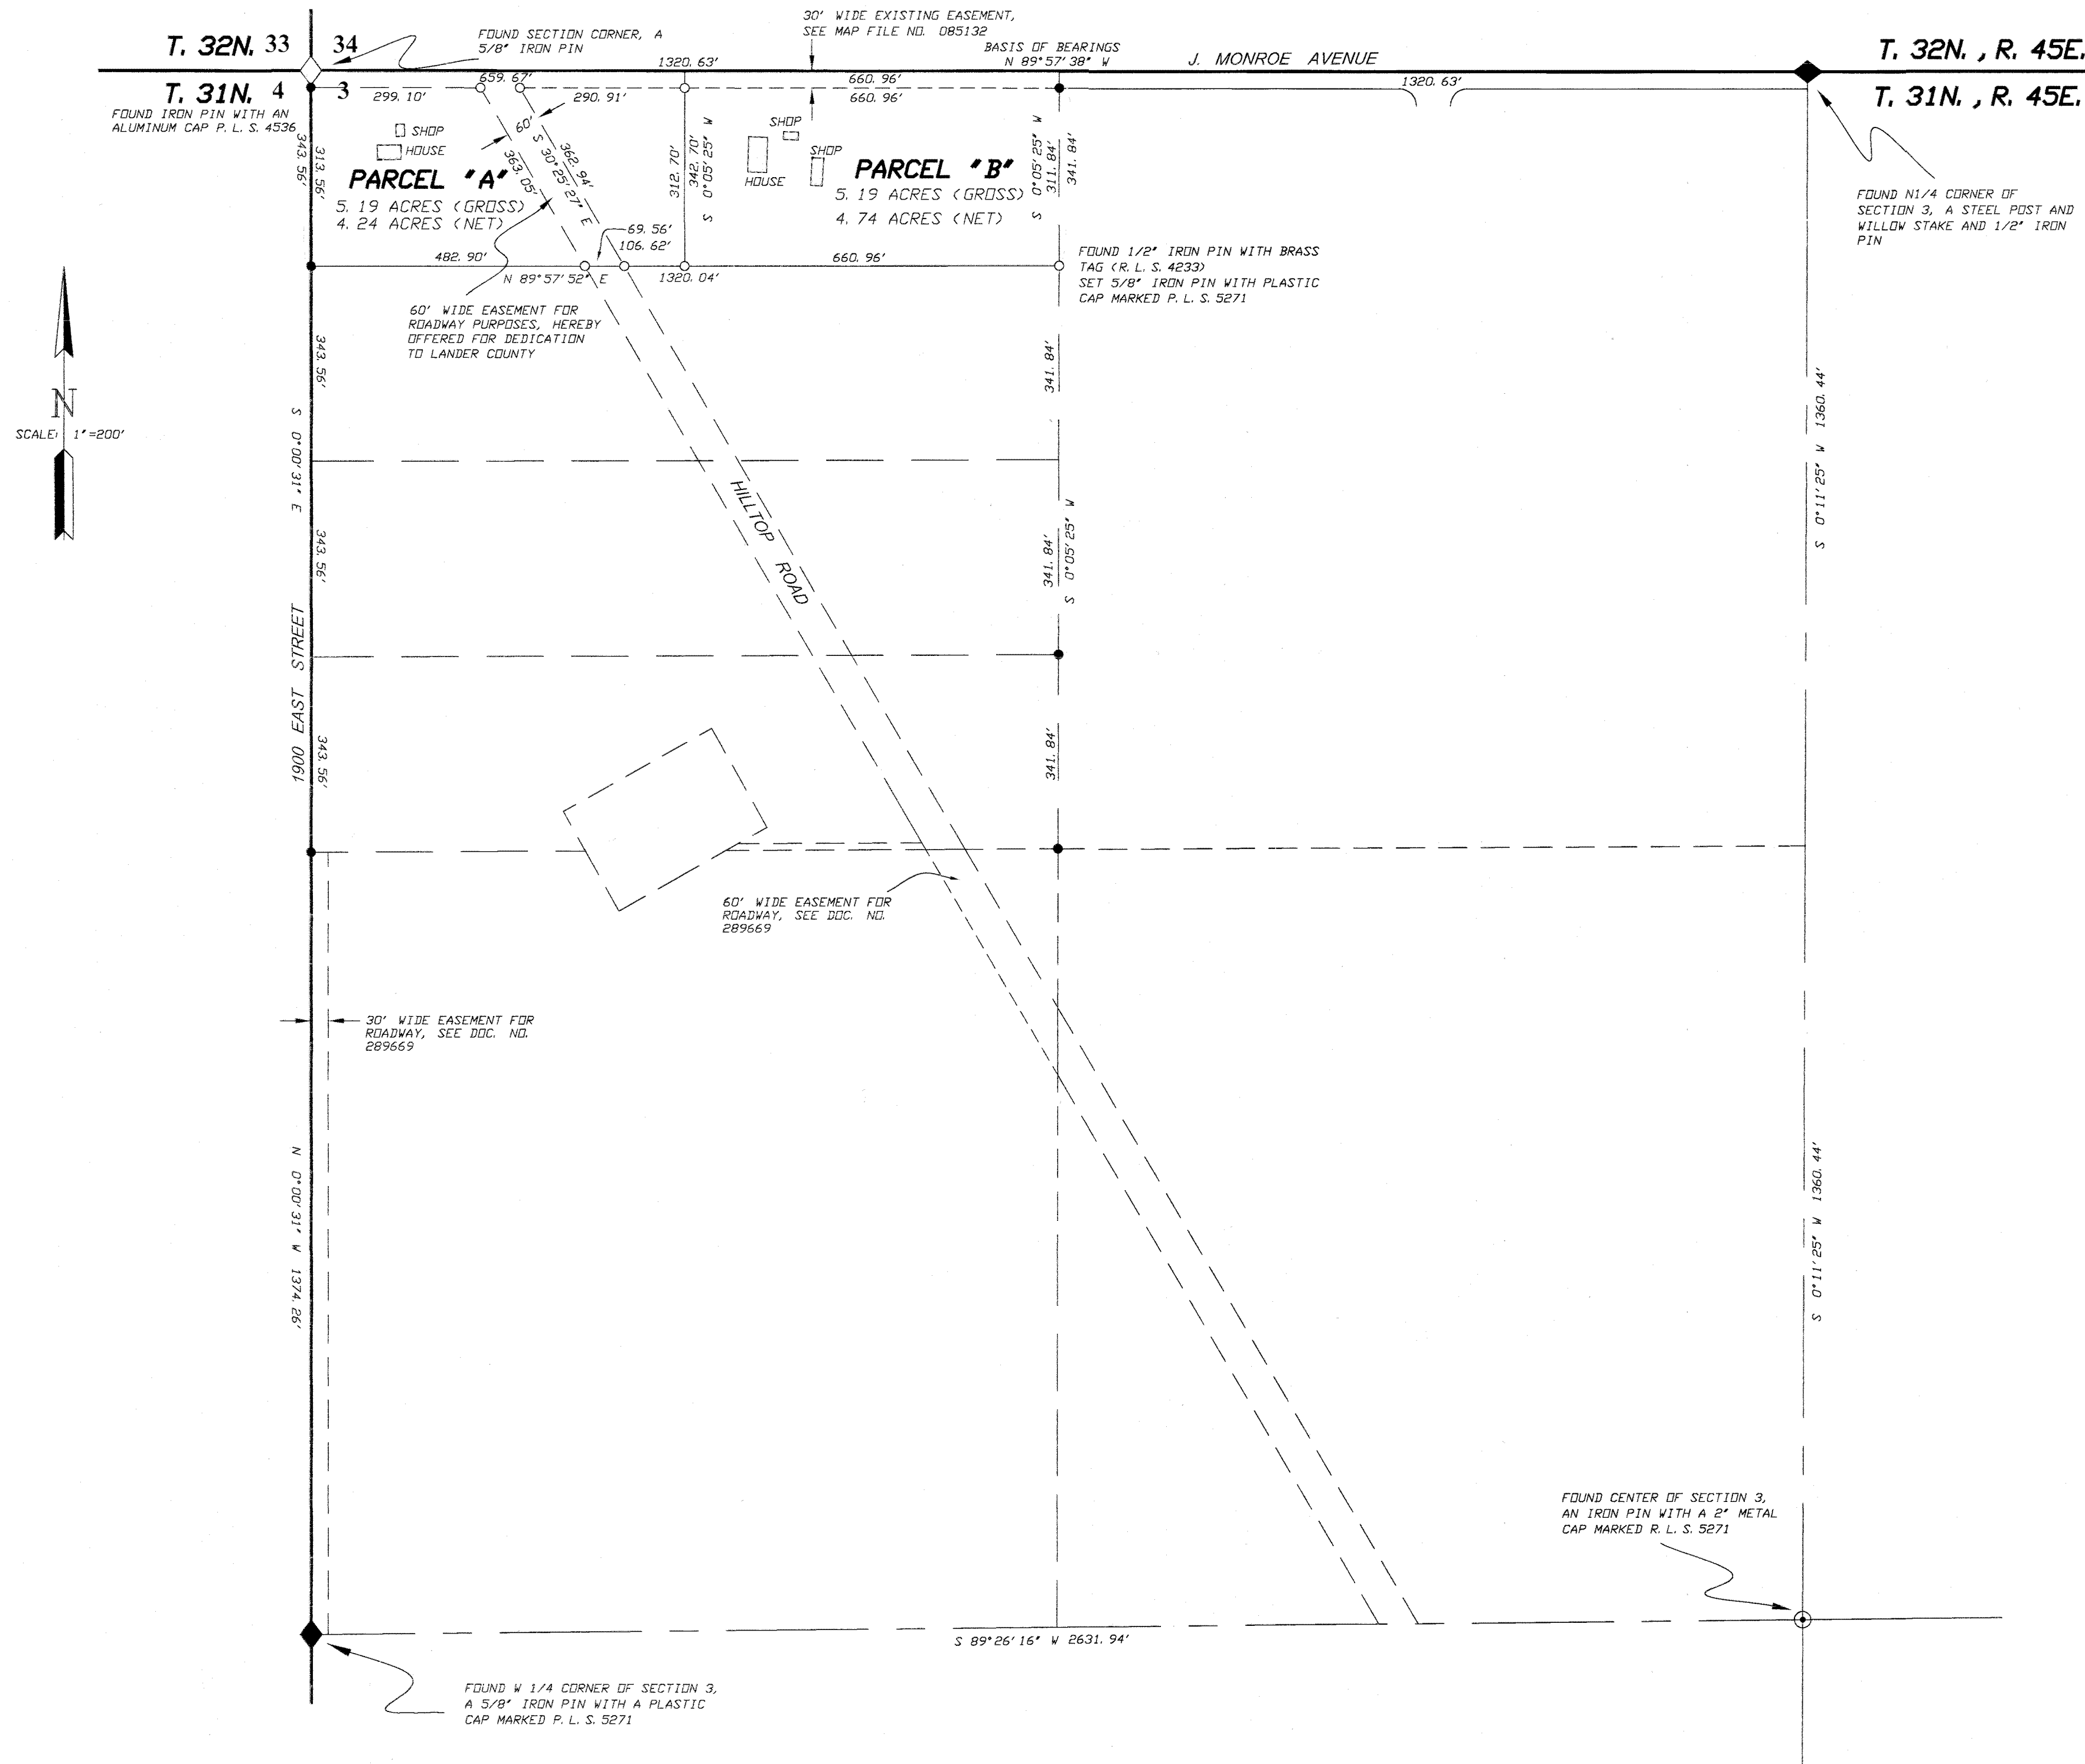 T. 32N. 33 34
T. 31N. 4 3
FOUND IRON PIN WITH AN
ALUMINUM CAP P. L. S. 4536
FOUND SECTION CORNER, A
5/8" IRON PIN
30' WIDE EXISTING EASEMENT,
SEE MAP FILE NO. 085132
BASIS OF BEARINGS
N 89°57'38" W
J. MONROE AVENUE
T. 32N. , R. 45E.
T. 31N. , R. 45E.
1320. 63'
659. 67'
660. 96'
1320. 63'
299. 10'
290. 91'
660. 96'
60'
343. 56'
313. 56'
SHOP
HOUSE
PARCEL "A"
5. 19 ACRES (GROSS)
4. 24 ACRES (NET)
363. 05'
S 30°25'27" E
362. 94'
312. 70'
342. 70'
S 0°05'25" W
SHOP
SHOP
HOUSE
PARCEL "B"
5. 19 ACRES (GROSS)
4. 74 ACRES (NET)
S 0°05'25" W
311. 84'
341. 84'
FOUND N1/4 CORNER OF
SECTION 3, A STEEL POST AND
WILLOW STAKE AND 1/2" IRON
PIN
69. 56'
106. 62'
482. 90'
660. 96'
N 89°57'52" E
1320. 04'
FOUND 1/2" IRON PIN WITH BRASS
TAG (R. L. S. 4233)
SET 5/8" IRON PIN WITH PLASTIC
CAP MARKED P. L. S. 5271
60' WIDE EASEMENT FOR
ROADWAY PURPOSES, HEREBY
OFFERED FOR DEDICATION
TO LANDER COUNTY
N
SCALE: 1"=200'
343. 56'
S 0°00'31" E
343. 56'
1900 EAST STREET
343. 56'
341. 84'
341. 84'
S 0°05'25" W
341. 84'
S 0°11'25" W 1360. 44'
HILLTOP ROAD
60' WIDE EASEMENT FOR
ROADWAY, SEE DOC. NO.
289669
30' WIDE EASEMENT FOR
ROADWAY, SEE DOC. NO.
289669
N 0°00'31" W 1374. 26'
S 0°11'25" W 1360. 44'
FOUND CENTER OF SECTION 3,
AN IRON PIN WITH A 2" METAL
CAP MARKED R. L. S. 5271
S 89°26'16" W 2631. 94'
FOUND W 1/4 CORNER OF SECTION 3,
A 5/8" IRON PIN WITH A PLASTIC
CAP MARKED P. L. S. 5271